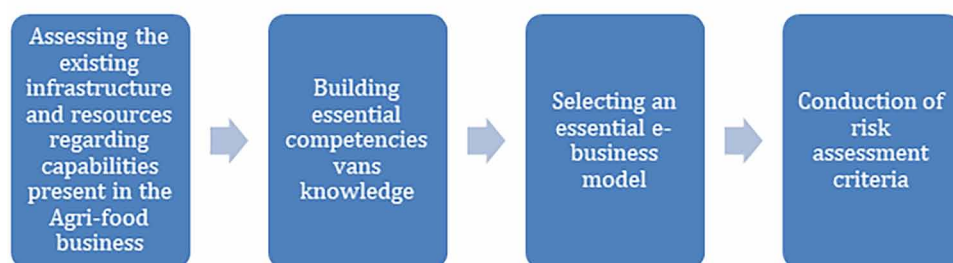 Assessing the
existing
infrastructure
and resources
regarding
capabilities
present in the
Agri-food
business
Building
essential
competencies
vans
knowledge
Selecting an
essential e-
business
model
Conduction of
risk
assessment
criteria